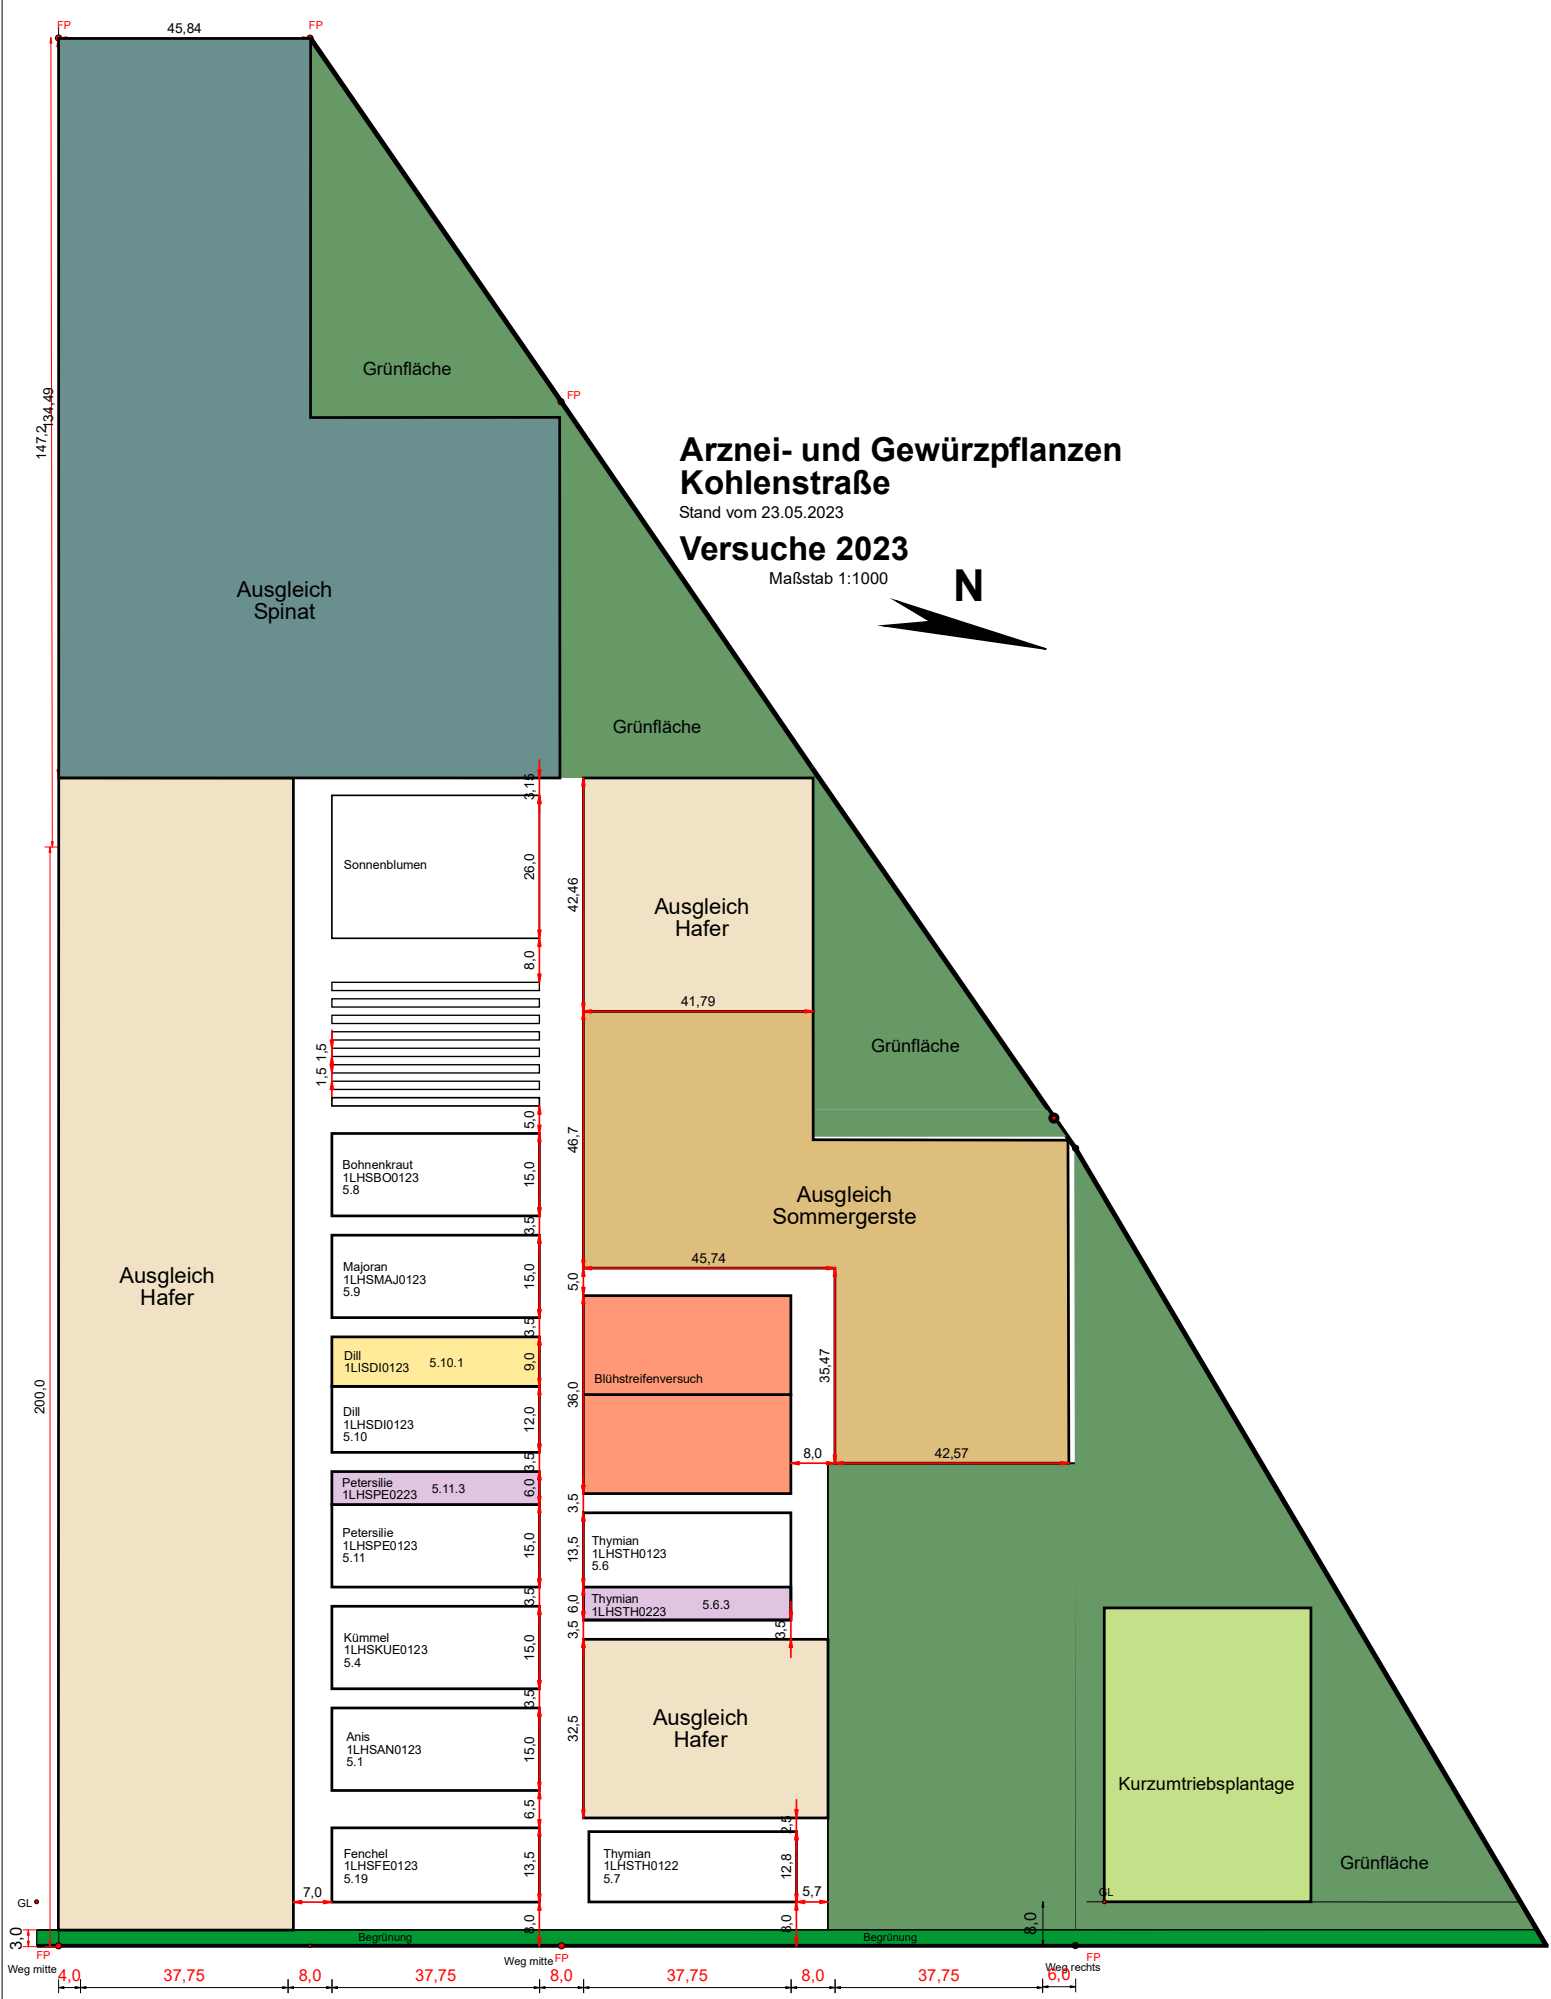 FP
45,84
FP
Grünfläche
FP
147,2
134,49
Arznei- und Gewürzpflanzen
Kohlenstraße
Stand vom 23.05.2023
Versuche 2023
Maßstab 1:1000
N
Ausgleich
Spinat
Grünfläche
3,15
Sonnenblumen
26,0
42,46
Ausgleich
Hafer
8,0
41,79
Grünfläche
1,5
1,5
5,0
46,7
Bohnenkraut
1LHSBO0123
5.8
15,0
Ausgleich
Sommergerste
3,5
45,74
Majoran
1LHSMAJ0123
5.9
15,0
5,0
Ausgleich
Hafer
3,5
Dill
1LISDI0123
5.10.1
9,0
35,47
Blühstreifenversuch
200,0
36,0
Dill
1LHSDI0123
5.10
12,0
3,5
8,0
42,57
Petersilie
1LHSPE0223
5.11.3
6,0
3,5
Petersilie
1LHSPE0123
5.11
15,0
13,5
Thymian
1LHSTH0123
5.6
3,5
6,0
Thymian
1LHSTH0223
5.6.3
3,5
3,5
Kümmel
1LHSKUE0123
5.4
15,0
3,5
32,5
Ausgleich
Hafer
Anis
1LHSAN0123
5.1
15,0
Kurzumtriebsplantage
6,5
2,5
Fenchel
1LHSFE0123
5.19
13,5
Thymian
1LHSTH0122
5.7
12,8
Grünfläche
7,0
5,7
GL
GL
8,0
8,0
8,0
3,0
Begrünung
Begrünung
FP
Weg mitte
Weg mitte
FP
FP
Weg rechts
4,0
37,75
8,0
37,75
8,0
37,75
8,0
37,75
6,0